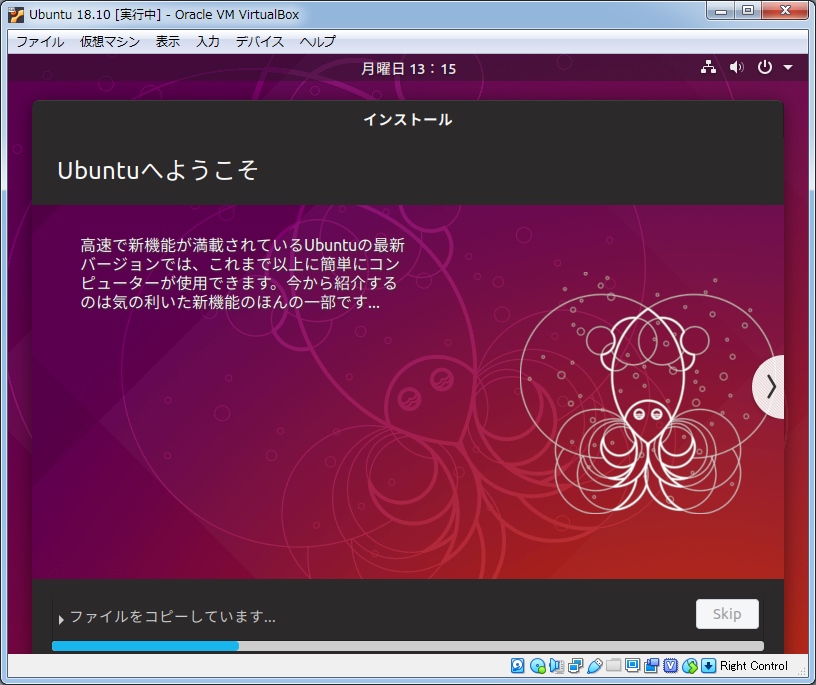 Ubuntu 18.10 [実行中] - Oracle VM VirtualBox
ファイル 仮想マシン 表示 入力 デバイス ヘルプ
月曜日 13：15
インストール
Ubuntuへようこそ
高速で新機能が満載されているUbuntuの最新
バージョンでは、これまで以上に簡単にコン
ピューターが使用できます。今から紹介する
のは気の利いた新機能のほんの一部です...
ファイルをコピーしています...
Skip
Right Control